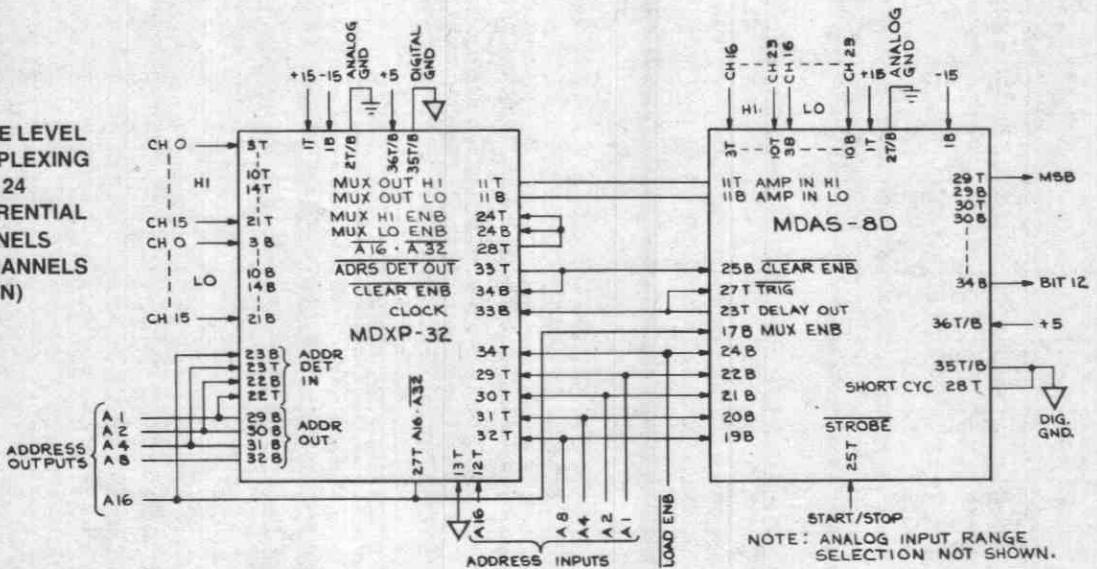 E LEVEL
PLEXING
24
RENTIAL
NELS
ANNELS
N)
CH 0
HI
CH 15
CH 0
LO
CH 15
+15
-15
ANALOG GND
+5
DIGITAL GND
1T
1B
2T/B
36T/B
35T/B
3T
10T
14T
21T
3B
10B
14B
21B
MUX OUT HI 11T
MUX OUT LO 11B
MUX HI ENB 24T
MUX LO ENB 24B
A16 · A32 28T
ADRS DET OUT 33T
CLEAR ENB 34B
CLOCK 33B
MDXP-32
34T
29T
30T
31T
32T
23B
23T
22B
22T
ADDR DET IN
29B
30B
31B
32B
ADDR OUT
27T A16 · A32
13T
12T
ADDRESS OUTPUTS
A1
A2
A4
A8
A16
A16
A8
A4
A2
A1
ADDRESS INPUTS
LOAD ENB
CH 16
CH 23
CH 16
CH 23
HI
LO
+15
ANALOG GND
-15
3T
10T
3B
10B
1T
2T/B
1B
11T AMP IN HI
11B AMP IN LO
MDAS-8D
25B CLEAR ENB
27T TRIG
23T DELAY OUT
17B MUX ENB
24B
22B
21B
20B
19B
29T
29B
30T
30B
MSB
34B
BIT 12
36T/B
+5
35T/B
SHORT CYC 28T
DIG. GND.
STROBE
25T
START/STOP
NOTE: ANALOG INPUT RANGE
SELECTION NOT SHOWN.